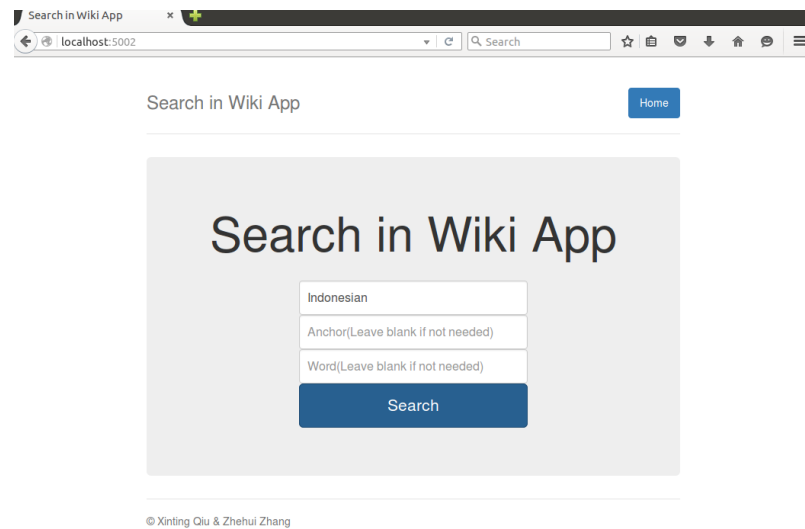 Search in Wiki App
localhost:5002
Search
Search in Wiki App
Home
Search in Wiki App
Indonesian
Anchor(Leave blank if not needed)
Word(Leave blank if not needed)
Search
© Xinting Qiu & Zhehui Zhang